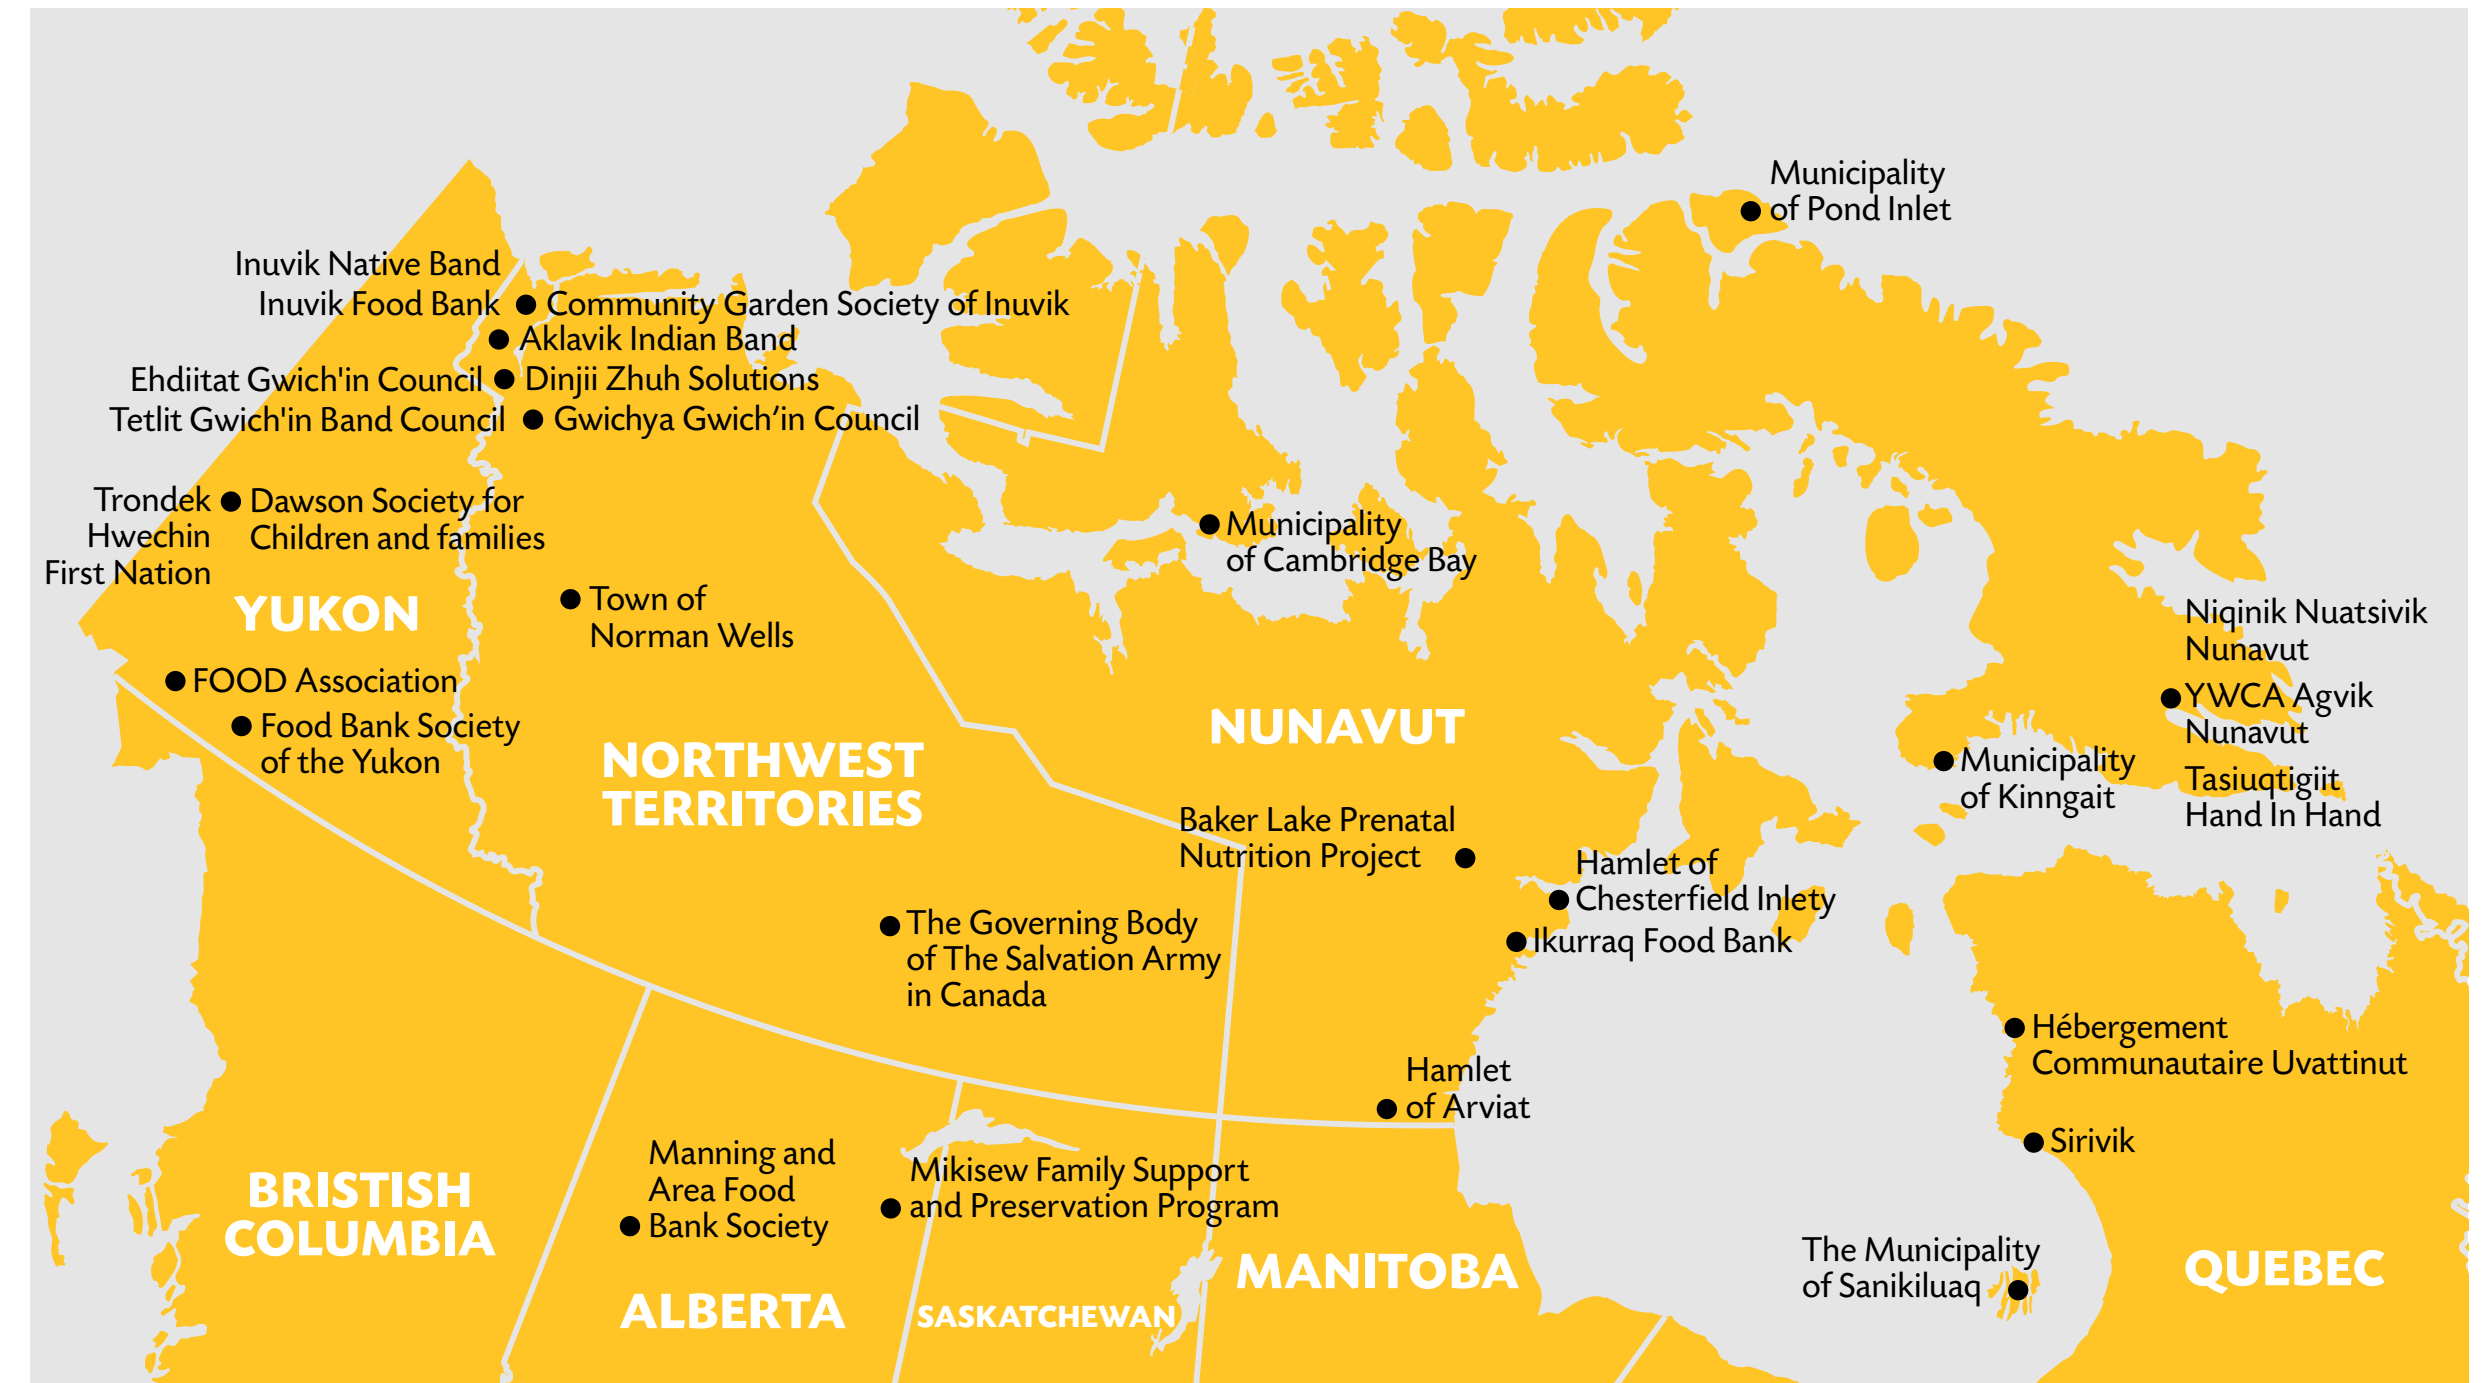 Municipality
of Pond Inlet
Inuvik Native Band
Inuvik Food Bank
Community Garden Society of Inuvik
Aklavik Indian Band
Ehdiitat Gwich'in Council
Dinjii Zhuh Solutions
Tetlit Gwich'in Band Council
Gwichya Gwich’in Council
Trondek
Hwechin
First Nation
Dawson Society for
Children and families
YUKON
Town of
Norman Wells
Municipality
of Cambridge Bay
FOOD Association
Food Bank Society
of the Yukon
NORTHWEST
TERRITORIES
NUNAVUT
Niqinik Nuatsivik
Nunavut
YWCA Agvik
Nunavut
Tasiuqtigiit
Hand In Hand
Municipality
of Kinngait
Baker Lake Prenatal
Nutrition Project
Hamlet of
Chesterfield Inlety
Ikurraq Food Bank
The Governing Body
of The Salvation Army
in Canada
Hébergement
Communautaire Uvattinut
Hamlet
of Arviat
Sirivik
Manning and
Area Food
Bank Society
Mikisew Family Support
and Preservation Program
BRISTISH
COLUMBIA
ALBERTA
SASKATCHEWAN
MANITOBA
The Municipality
of Sanikiluaq
QUEBEC